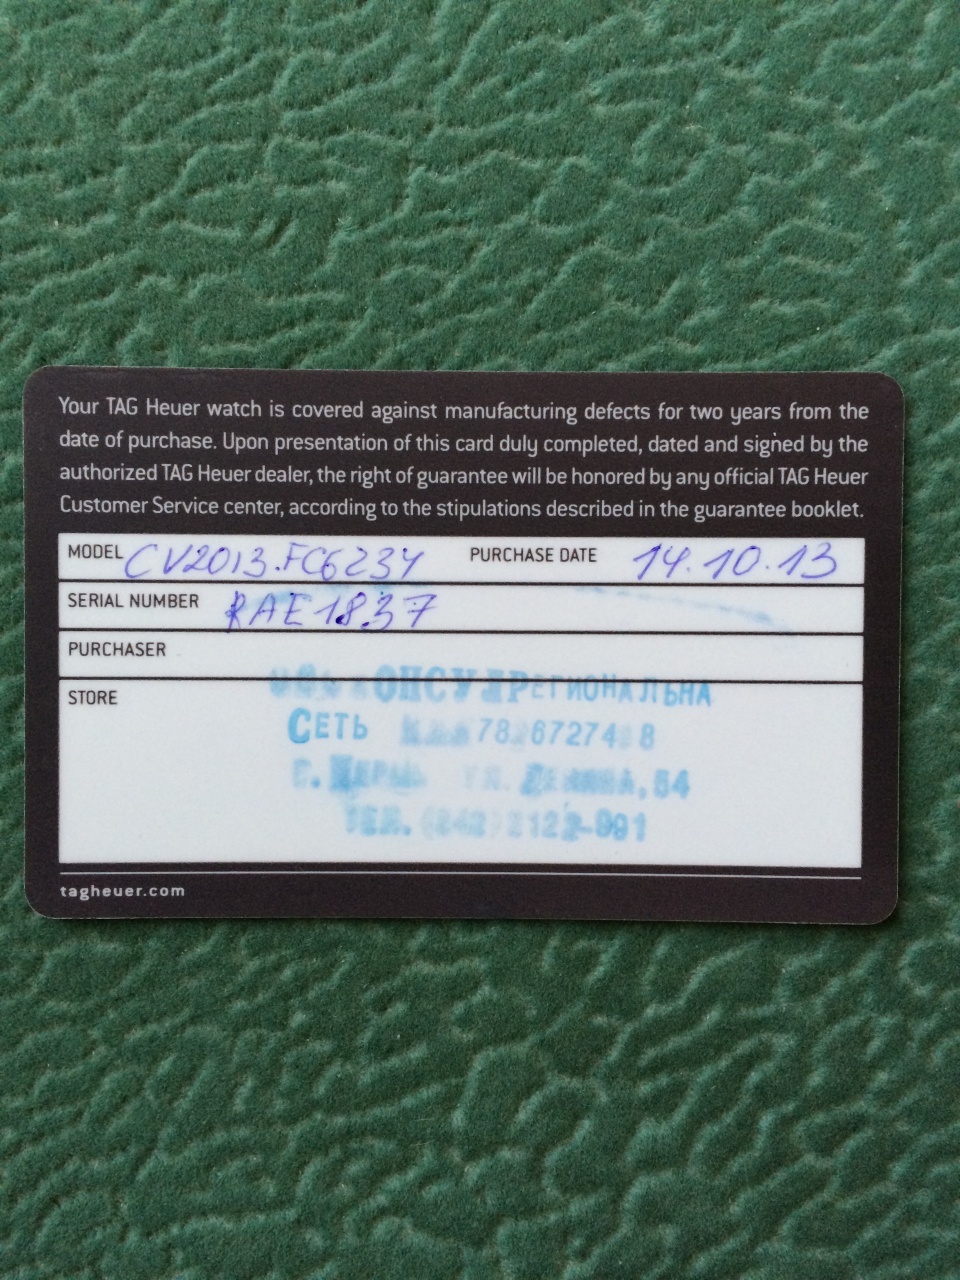 Your TAG Heuer watch is covered against manufacturing defects for two years from the
date of purchase. Upon presentation of this card duly completed, dated and signed by the
authorized TAG Heuer dealer, the right of guarantee will be honored by any official TAG Heuer
Customer Service center, according to the stipulations described in the guarantee booklet.
MODEL CV2013.FC6234 PURCHASE DATE 14.10.13
SERIAL NUMBER RAE1837
PURCHASER
STORE
СЕТЬ
ТЕЛ.
tagheuer.com